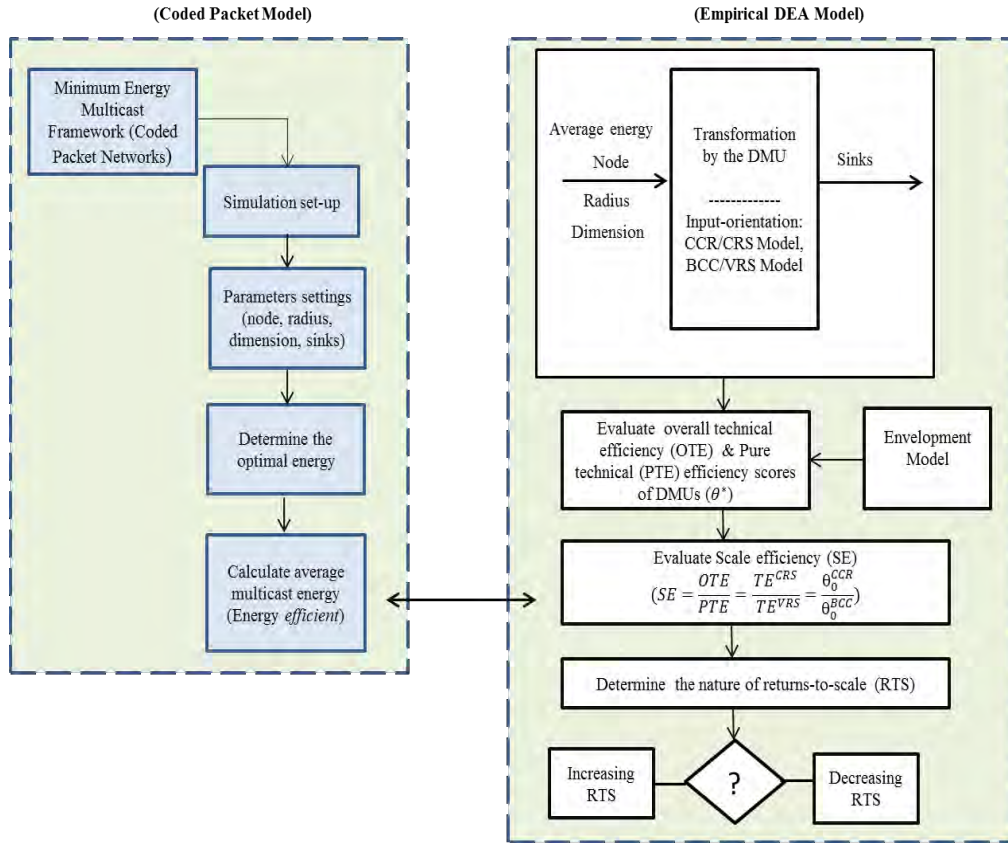 (Coded Packet Model)
Minimum Energy
Multicast
Framework (Coded
Packet Networks)
Simulation set-up
Parameters settings
(node, radius,
dimension, sinks)
Determine the
optimal energy
Calculate average
multicast energy
(Energy efficient)
(Empirical DEA Model)
Average energy
Node
Radius
Dimension
Transformation
by the DMU
-------------
Input-orientation:
CCR/CRS Model,
BCC/VRS Model
Sinks
Evaluate overall technical
efficiency (OTE) & Pure
technical (PTE) efficiency scores
of DMUs (θ*)
Envelopment
Model
Evaluate Scale efficiency (SE)
(SE = OTE/PTE = TE^CRS/TE^VRS = θ_0^CCR/θ_0^BCC)
Determine the nature of returns-to-scale (RTS)
Increasing
RTS
?
Decreasing
RTS